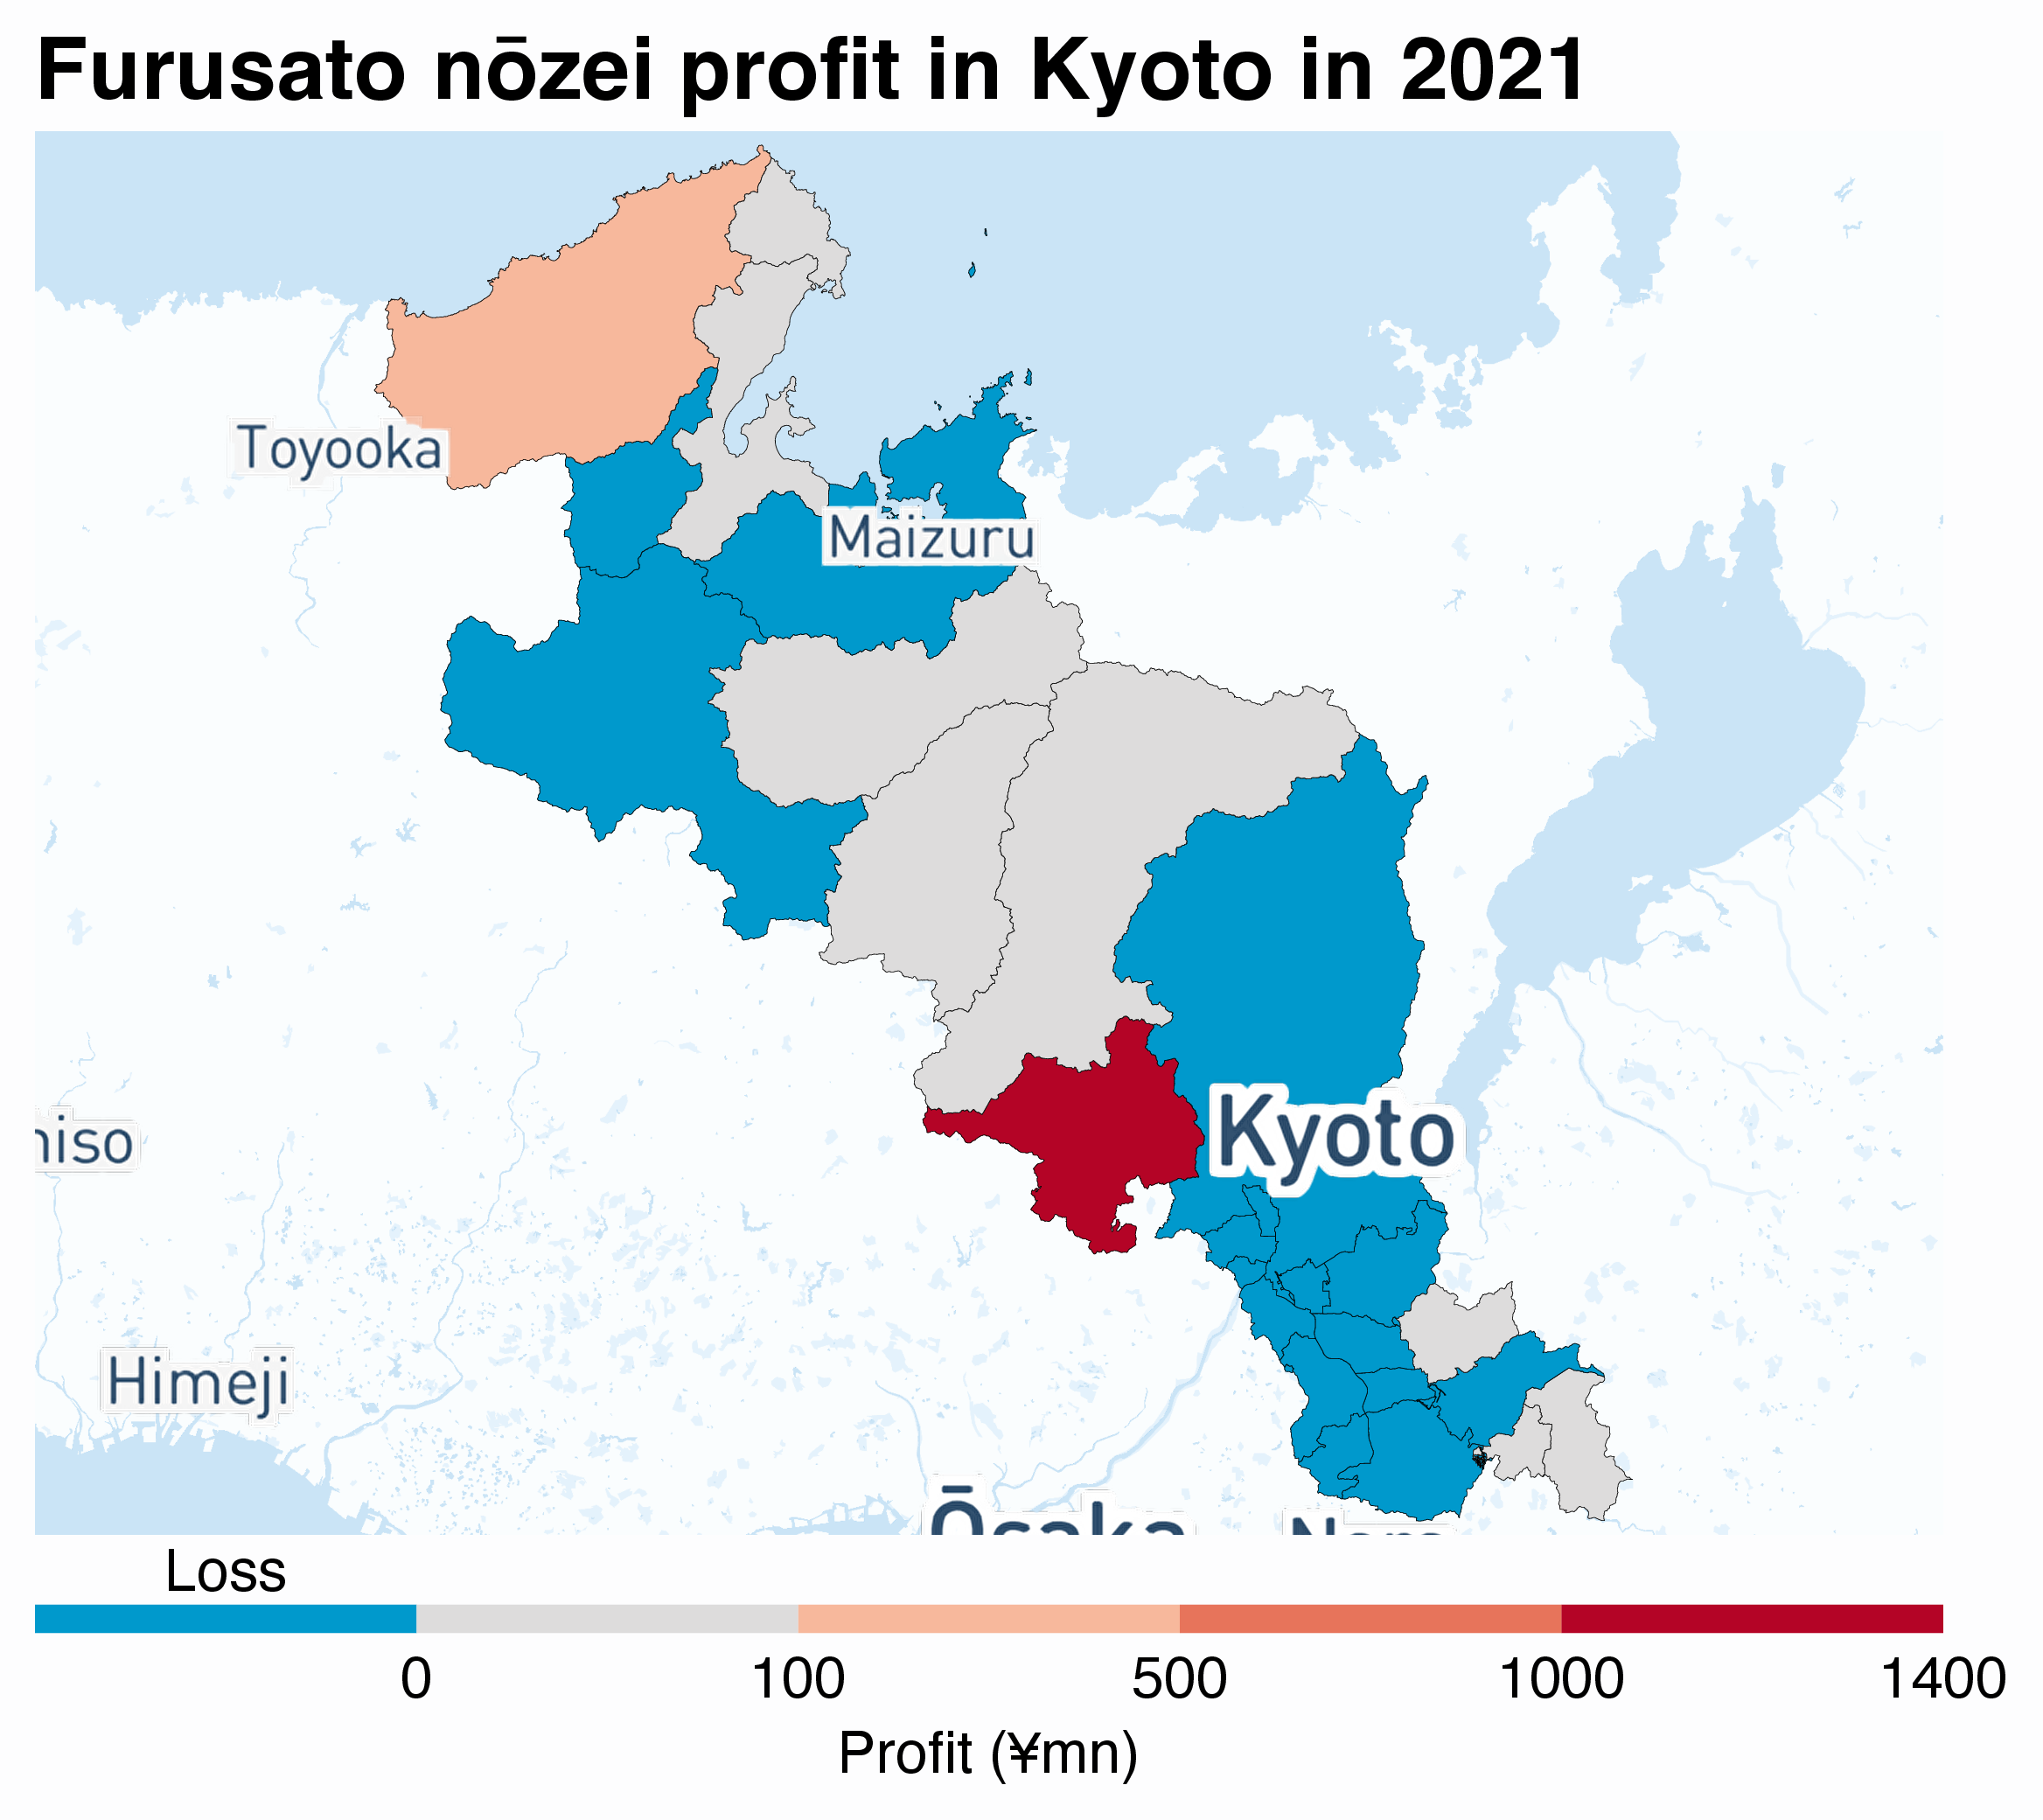 Furusato nōzei profit in Kyoto in 2021
Toyooka
Maizuru
Kyoto
niso
Himeji
Ōsaka
Nara
Loss
0 100 500 1000 1400
Profit (¥mn)